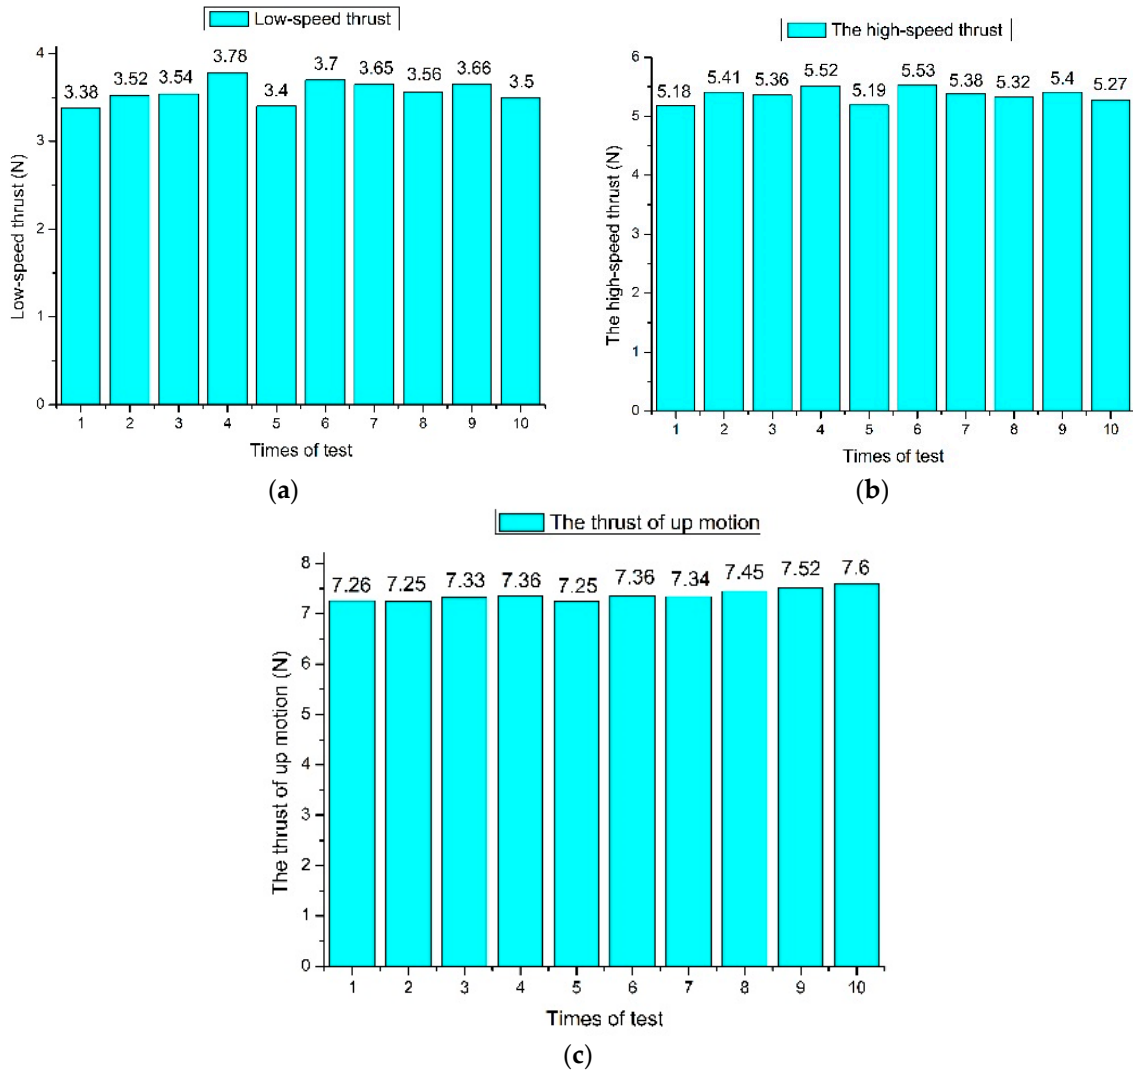 Low-speed thrust
3.38 3.52 3.54 3.78 3.4 3.7 3.65 3.56 3.66 3.5
4
3
2
1
0
Low-speed thrust (N)
1 2 3 4 5 6 7 8 9 10
Times of test
(a)
The high-speed thrust
5.18 5.41 5.36 5.52 5.19 5.53 5.38 5.32 5.4 5.27
6
5
4
3
2
1
0
The high-speed thrust (N)
1 2 3 4 5 6 7 8 9 10
Times of test
(b)
The thrust of up motion
7.26 7.25 7.33 7.36 7.25 7.36 7.34 7.45 7.52 7.6
8
7
6
5
4
3
2
1
0
The thrust of up motion (N)
1 2 3 4 5 6 7 8 9 10
Times of test
(c)